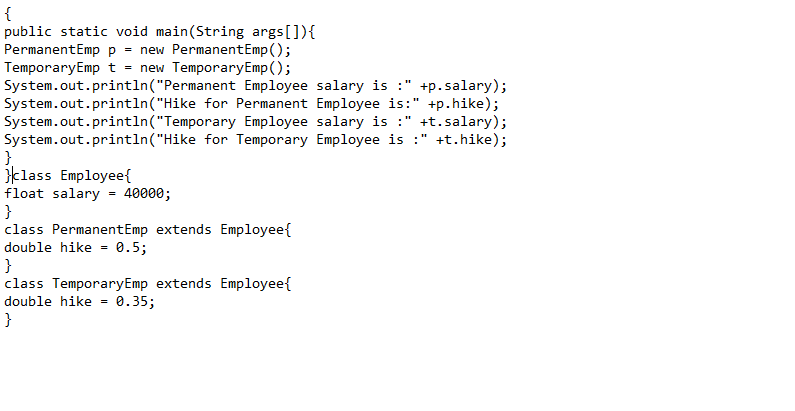 {
public static void main(String args[]){
PermanentEmp p = new PermanentEmp();
TemporaryEmp t = new TemporaryEmp();
System.out.println("Permanent Employee salary is :" +p.salary);
System.out.println("Hike for Permanent Employee is:" +p.hike);
System.out.println("Temporary Employee salary is :" +t.salary);
System.out.println("Hike for Temporary Employee is :" +t.hike);
}
}class Employee{
float salary = 40000;
}
class PermanentEmp extends Employee{
double hike = 0.5;
}
class TemporaryEmp extends Employee{
double hike = 0.35;
}